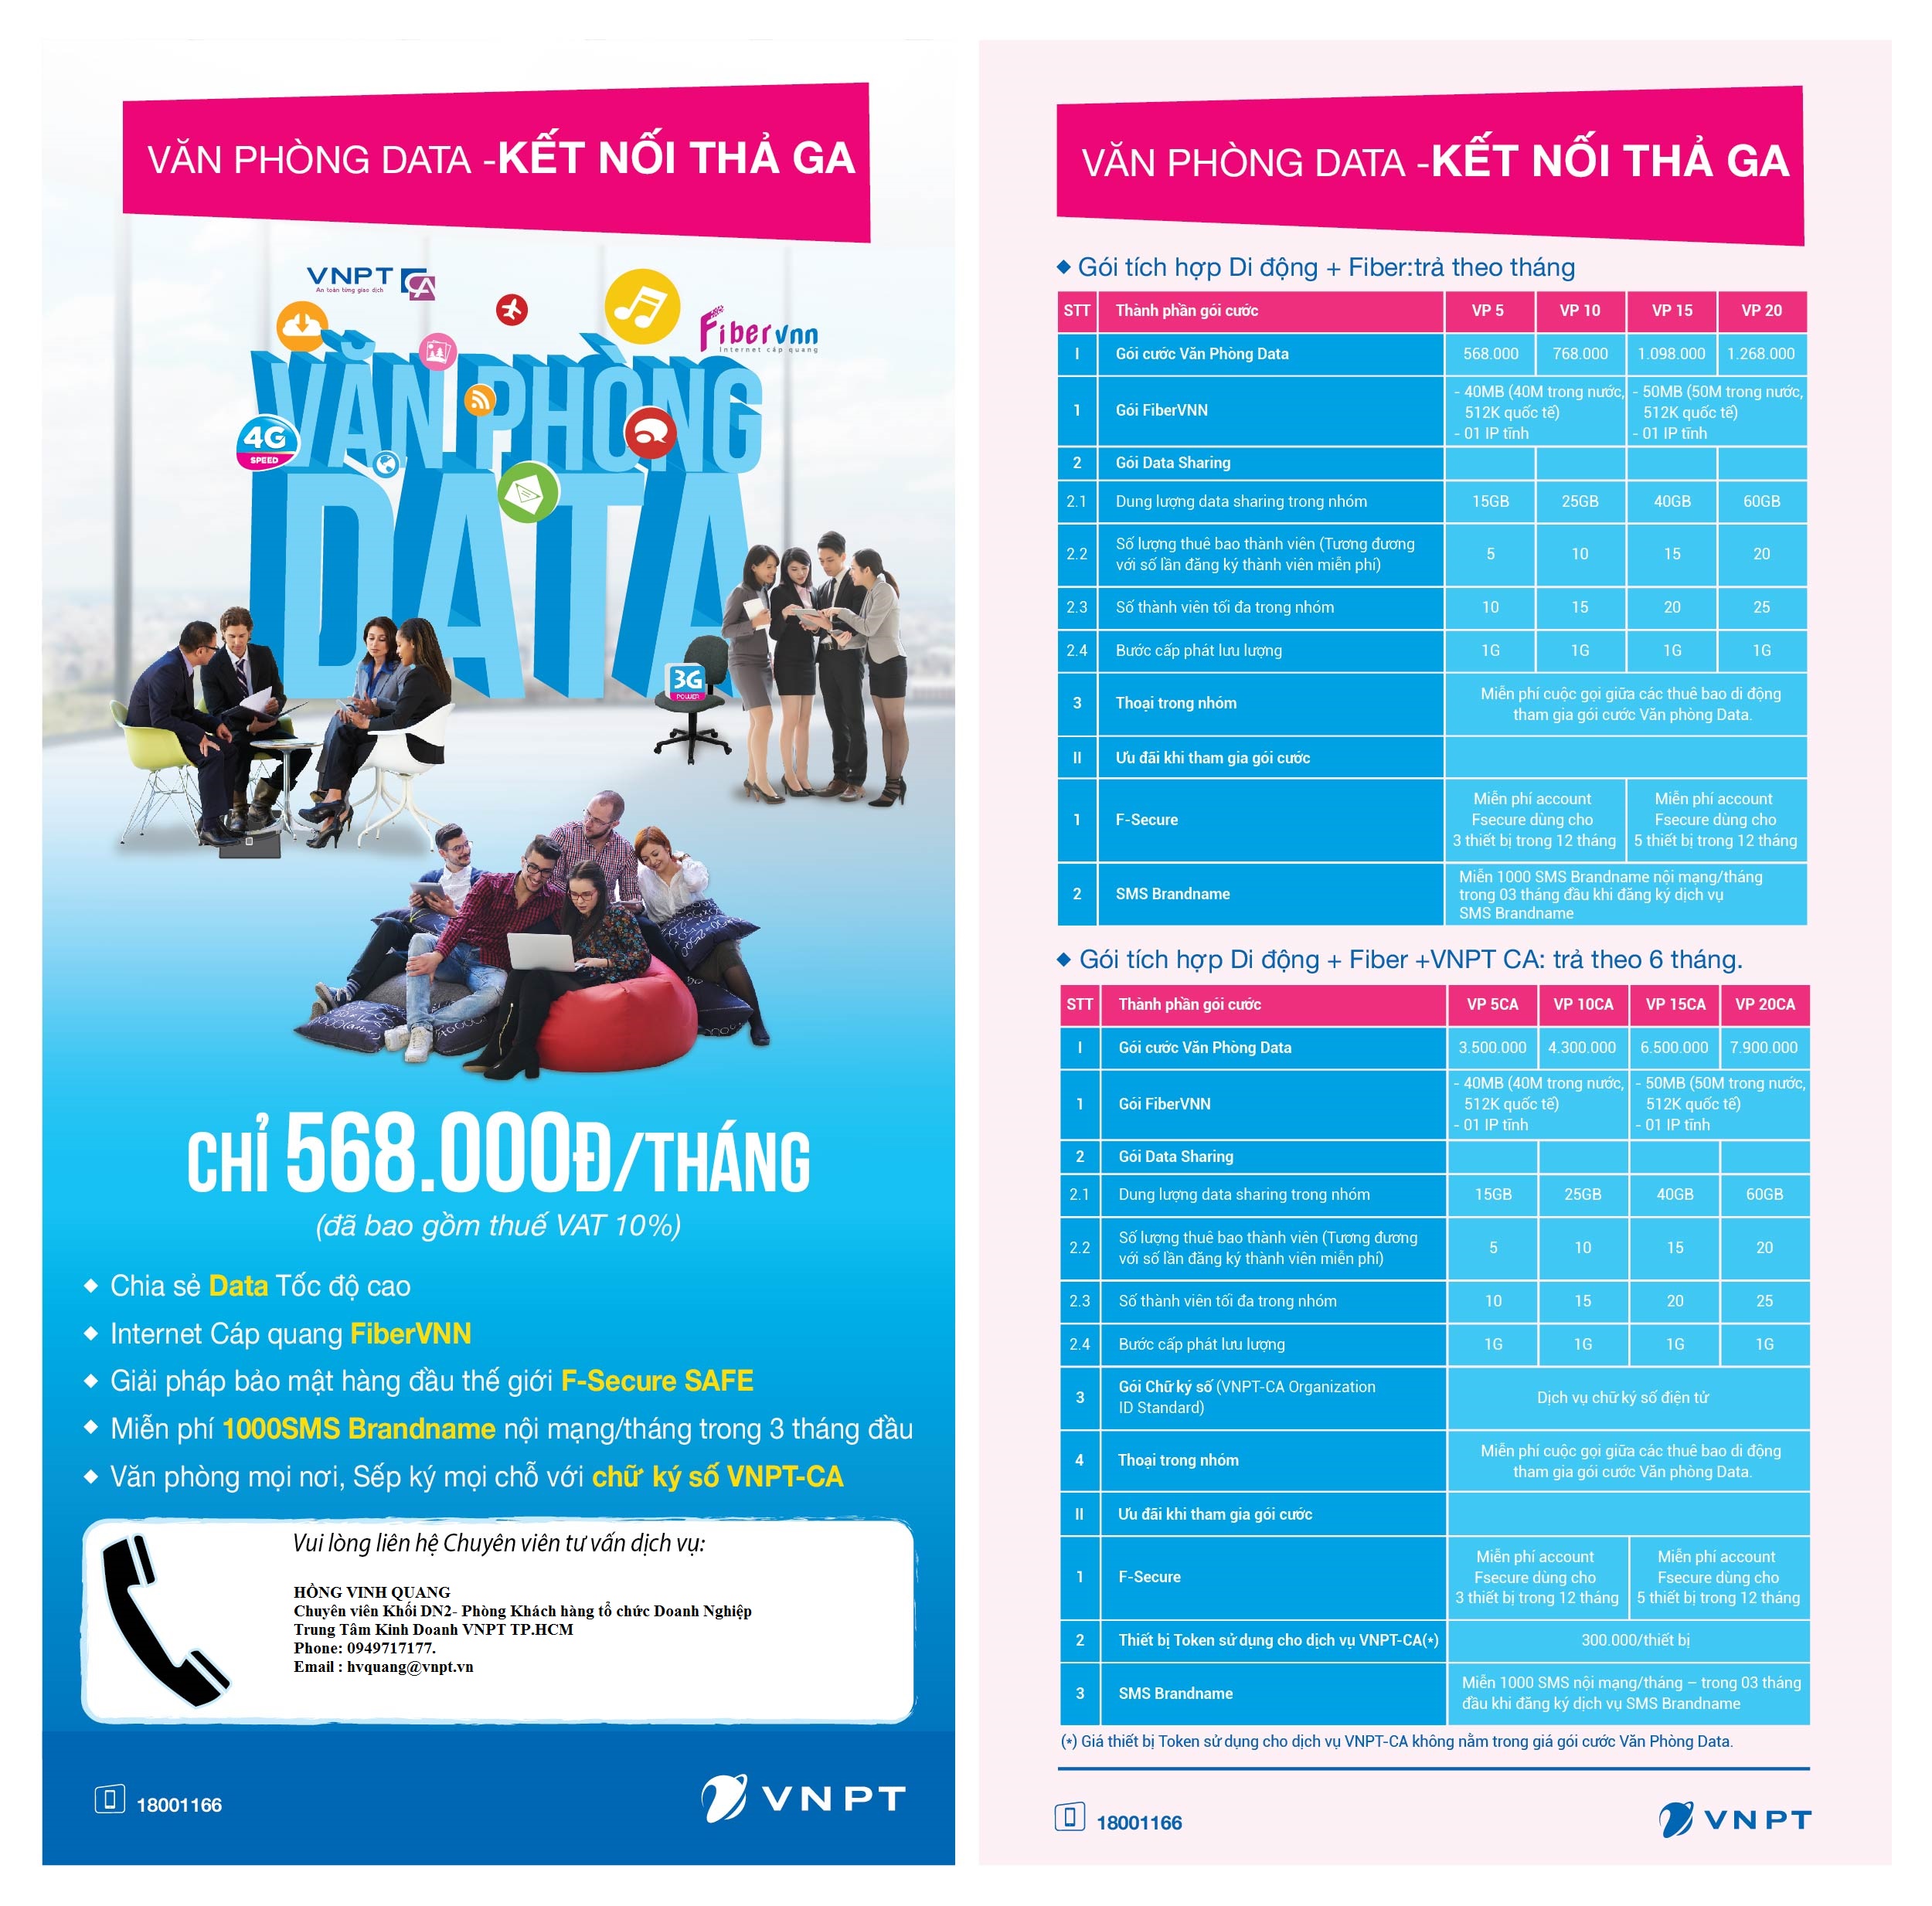 VĂN PHÒNG DATA -KẾT NỐI THẢ GA
VNPT CA
An toàn từng giao dịch
Fibervnn
Internet cáp quang
VĂN PHÒNG
4G
SPEED
DATA
3G
POWER
CHỈ 568.000Đ/THÁNG
(đã bao gồm thuế VAT 10%)
Chia sẻ Data Tốc độ cao
Internet Cáp quang FiberVNN
Giải pháp bảo mật hàng đầu thế giới F-Secure SAFE
Miễn phí 1000SMS Brandname nội mạng/tháng trong 3 tháng đầu
Văn phòng mọi nơi, Sếp ký mọi chỗ với chữ ký số VNPT-CA
Vui lòng liên hệ Chuyên viên tư vấn dịch vụ:
HỒNG VINH QUANG
Chuyên viên Khối DN2- Phòng Khách hàng tổ chức Doanh Nghiệp
Trung Tâm Kinh Doanh VNPT TP.HCM
Phone: 0949717177.
Email : hvquang@vnpt.vn
18001166
VNPT
VĂN PHÒNG DATA -KẾT NỐI THẢ GA
Gói tích hợp Di động + Fiber:trả theo tháng
STT Thành phần gói cước VP 5 VP 10 VP 15 VP 20
I Gói cước Văn Phòng Data 568.000 768.000 1.098.000 1.268.000
1 Gói FiberVNN
- 40MB (40M trong nước, 512K quốc tế)
- 01 IP tĩnh
- 50MB (50M trong nước, 512K quốc tế)
- 01 IP tĩnh
2 Gói Data Sharing
2.1 Dung lượng data sharing trong nhóm 15GB 25GB 40GB 60GB
2.2 Số lượng thuê bao thành viên (Tương đương
với số lần đăng ký thành viên miễn phí) 5 10 15 20
2.3 Số thành viên tối đa trong nhóm 10 15 20 25
2.4 Bước cấp phát lưu lượng 1G 1G 1G 1G
3 Thoại trong nhóm
Miễn phí cuộc gọi giữa các thuê bao di động
tham gia gói cước Văn phòng Data.
II Ưu đãi khi tham gia gói cước
1 F-Secure
Miễn phí account
Fsecure dùng cho
3 thiết bị trong 12 tháng
Miễn phí account
Fsecure dùng cho
5 thiết bị trong 12 tháng
2 SMS Brandname
Miễn 1000 SMS Brandname nội mạng/tháng
trong 03 tháng đầu khi đăng ký dịch vụ
SMS Brandname
Gói tích hợp Di động + Fiber +VNPT CA: trả theo 6 tháng.
STT Thành phần gói cước VP 5CA VP 10CA VP 15CA VP 20CA
I Gói cước Văn Phòng Data 3.500.000 4.300.000 6.500.000 7.900.000
1 Gói FiberVNN
- 40MB (40M trong nước, 512K quốc tế)
- 01 IP tĩnh
- 50MB (50M trong nước, 512K quốc tế)
- 01 IP tĩnh
2 Gói Data Sharing
2.1 Dung lượng data sharing trong nhóm 15GB 25GB 40GB 60GB
2.2 Số lượng thuê bao thành viên (Tương đương
với số lần đăng ký thành viên miễn phí) 5 10 15 20
2.3 Số thành viên tối đa trong nhóm 10 15 20 25
2.4 Bước cấp phát lưu lượng 1G 1G 1G 1G
3 Gói Chữ ký số (VNPT-CA Organization
ID Standard) Dịch vụ chữ ký số điện tử
4 Thoại trong nhóm
Miễn phí cuộc gọi giữa các thuê bao di động
tham gia gói cước Văn phòng Data.
II Ưu đãi khi tham gia gói cước
1 F-Secure
Miễn phí account
Fsecure dùng cho
3 thiết bị trong 12 tháng
Miễn phí account
Fsecure dùng cho
5 thiết bị trong 12 tháng
2 Thiết bị Token sử dụng cho dịch vụ VNPT-CA(*) 300.000/thiết bị
3 SMS Brandname
Miễn 1000 SMS nội mạng/tháng – trong 03 tháng
đầu khi đăng ký dịch vụ SMS Brandname
(*) Giá thiết bị Token sử dụng cho dịch vụ VNPT-CA không nằm trong giá gói cước Văn Phòng Data.
18001166
VNPT